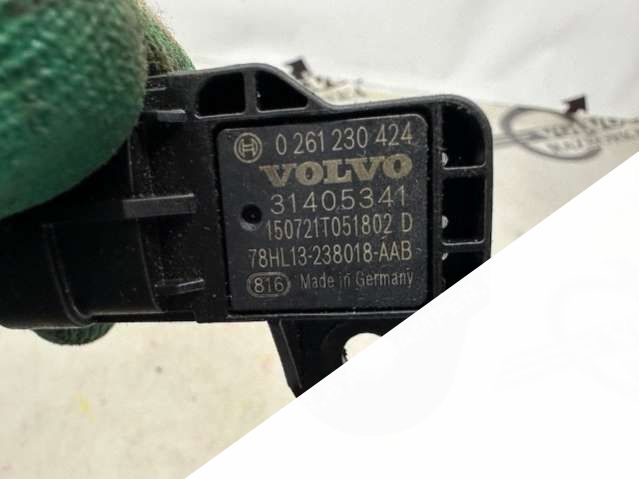 0 261 230 424
VOLVO
31405341
150721T051802 D
78HL13-238018-AAB
816 Made in Germany